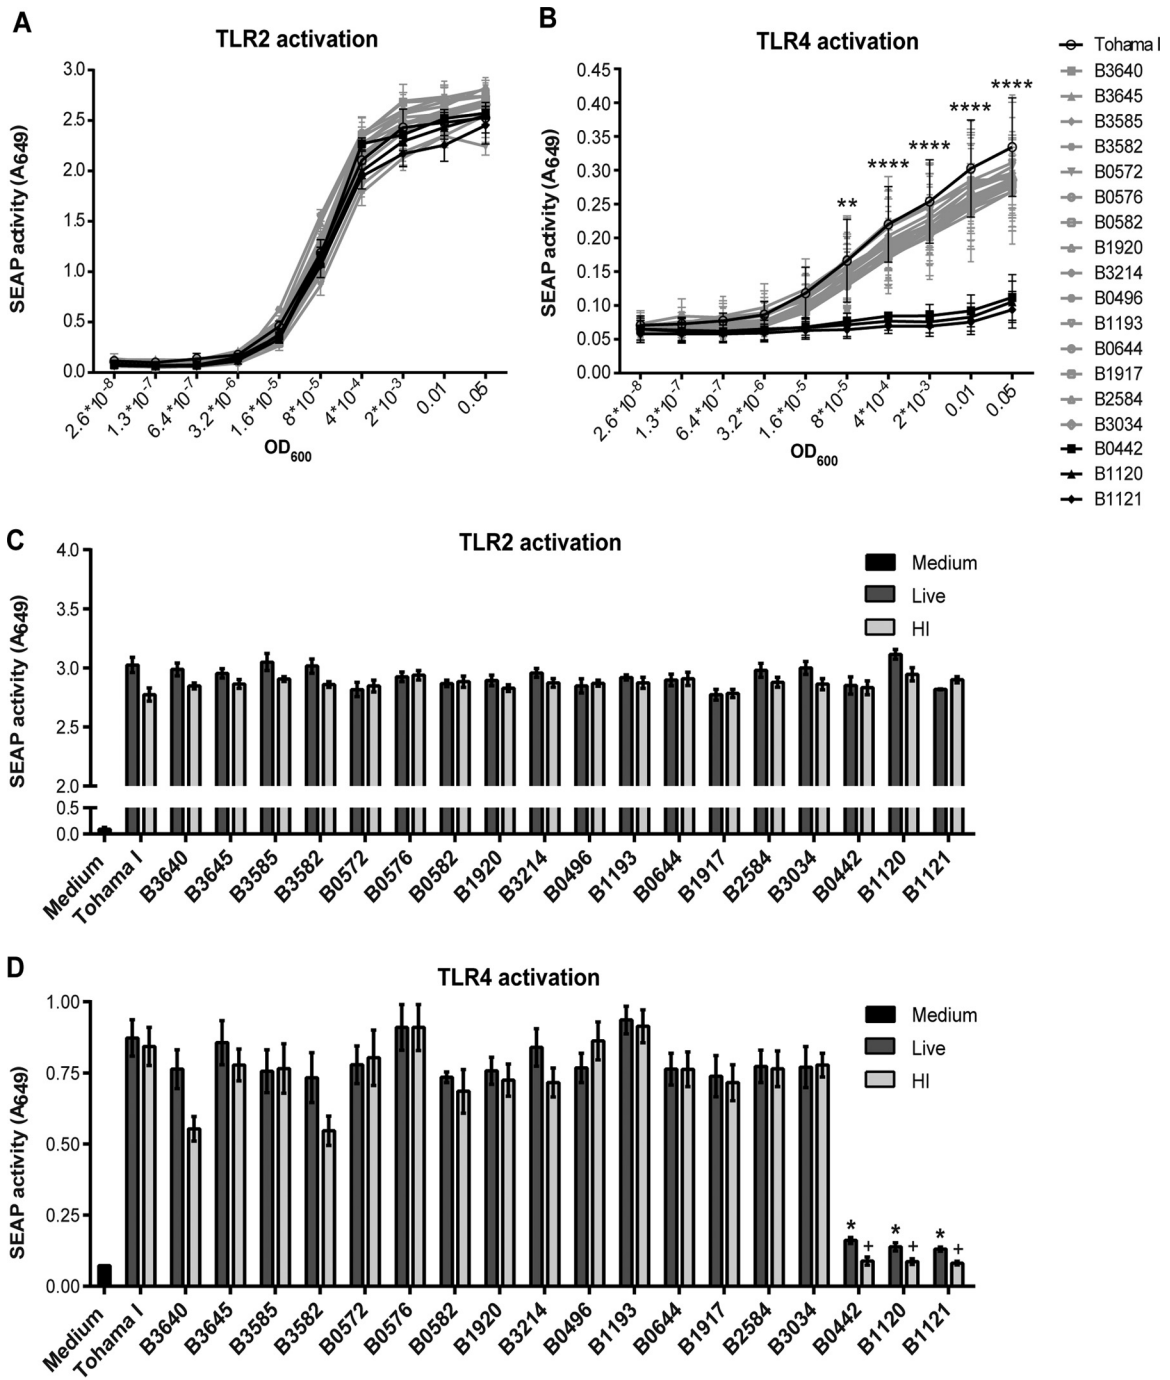 A
TLR2 activation
SEAP activity (A649)
3.0
2.5
2.0
1.5
1.0
0.5
0.0
2.6*10-8
1.3*10-7
6.4*10-7
3.2*10-6
1.6*10-5
8*10-5
4*10-4
2*10-3
0.01
0.05
OD600
B
TLR4 activation
SEAP activity (A649)
0.45
0.40
0.35
0.30
0.25
0.20
0.15
0.10
0.05
0.00
**
****
****
****
****
2.6*10-8
1.3*10-7
6.4*10-7
3.2*10-6
1.6*10-5
8*10-5
4*10-4
2*10-3
0.01
0.05
OD600
Tohama I
B3640
B3645
B3585
B3582
B0572
B0576
B0582
B1920
B3214
B0496
B1193
B0644
B1917
B2584
B3034
B0442
B1120
B1121
C
TLR2 activation
SEAP activity (A649)
4.0
3.5
3.0
2.5
2.0
0.5
0.0
Medium
Live
HI
Medium
Tohama I
B3640
B3645
B3585
B3582
B0572
B0576
B0582
B1920
B3214
B0496
B1193
B0644
B1917
B2584
B3034
B0442
B1120
B1121
D
TLR4 activation
SEAP activity (A649)
1.00
0.75
0.50
0.25
0.00
Medium
Live
HI
* + * + * +
Medium
Tohama I
B3640
B3645
B3585
B3582
B0572
B0576
B0582
B1920
B3214
B0496
B1193
B0644
B1917
B2584
B3034
B0442
B1120
B1121